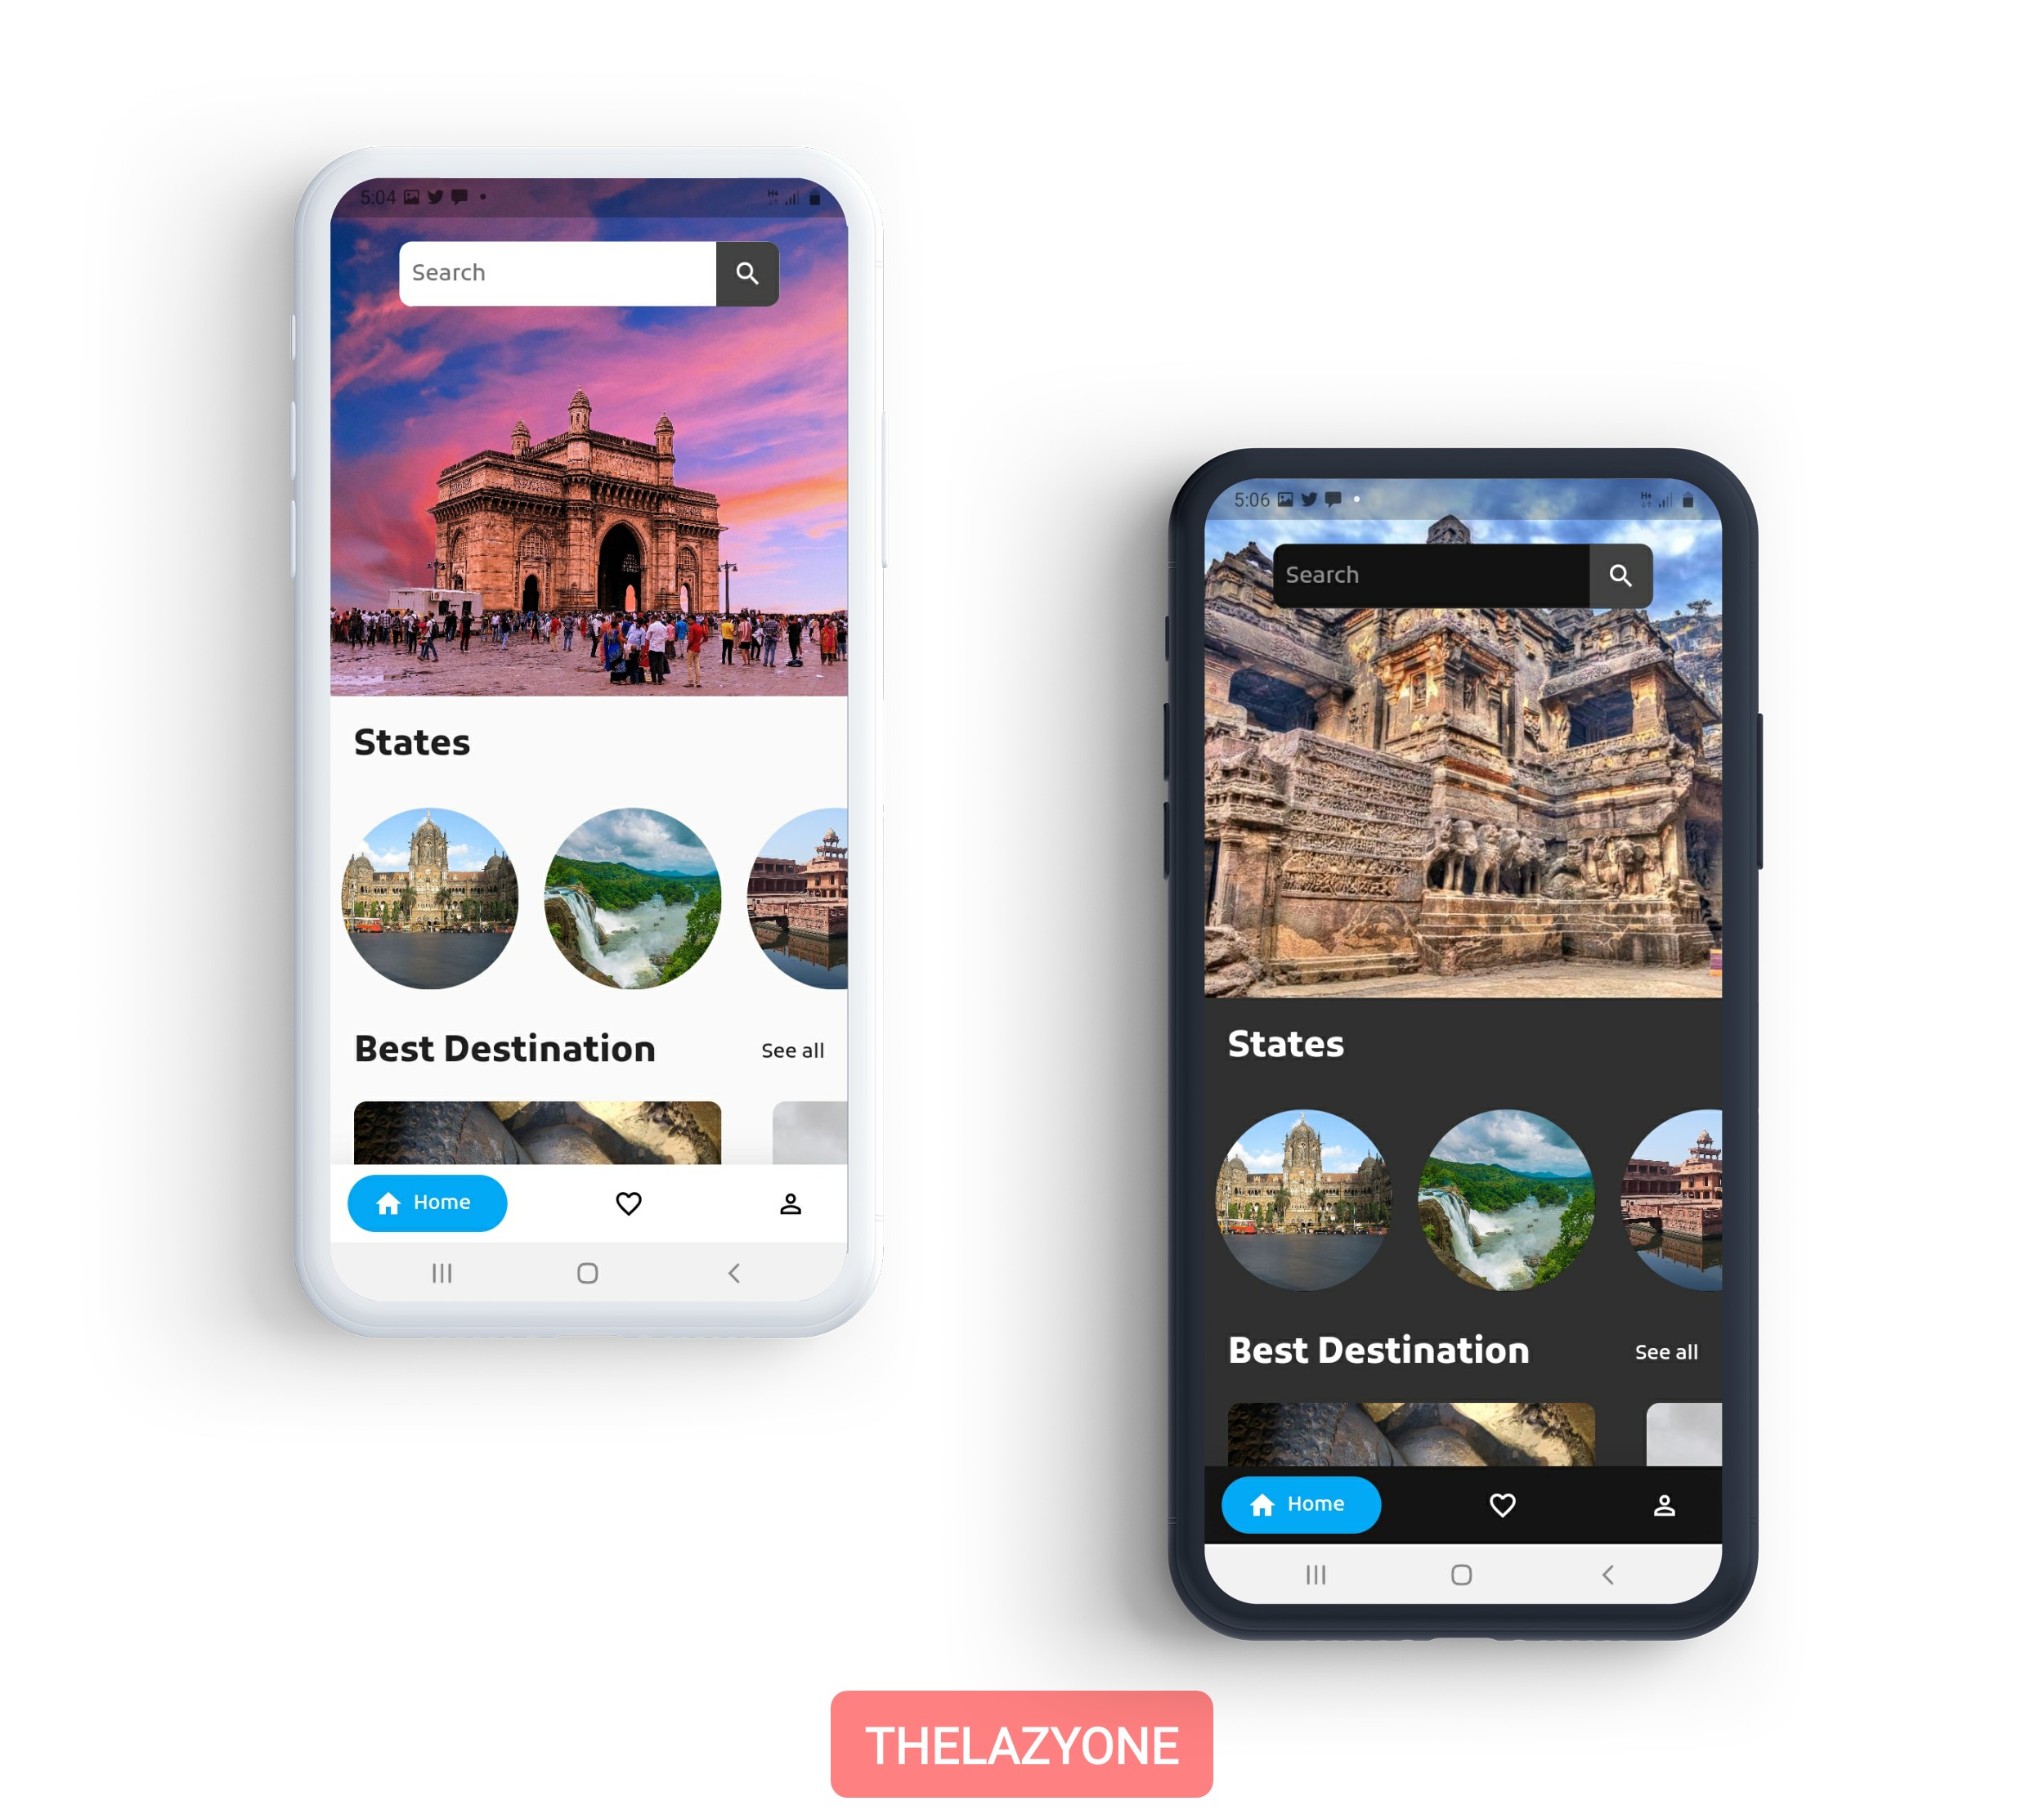 5:04
H+
Search
States
Best Destination
See all
Home
5:06
H+
Search
States
Best Destination
See all
Home
THELAZYONE